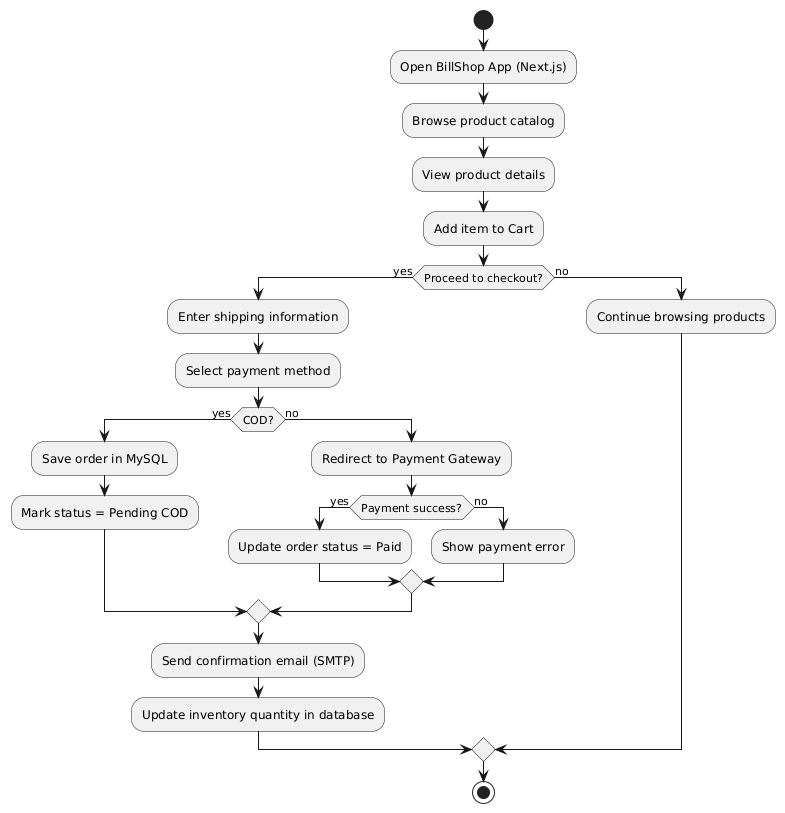 Open BillShop App (Next.js)
Browse product catalog
View product details
Add item to Cart
yes
Proceed to checkout?
no
Enter shipping information
Continue browsing products
Select payment method
yes
COD?
no
Save order in MySQL
Redirect to Payment Gateway
Mark status = Pending COD
yes
Payment success?
no
Update order status = Paid
Show payment error
Send confirmation email (SMTP)
Update inventory quantity in database